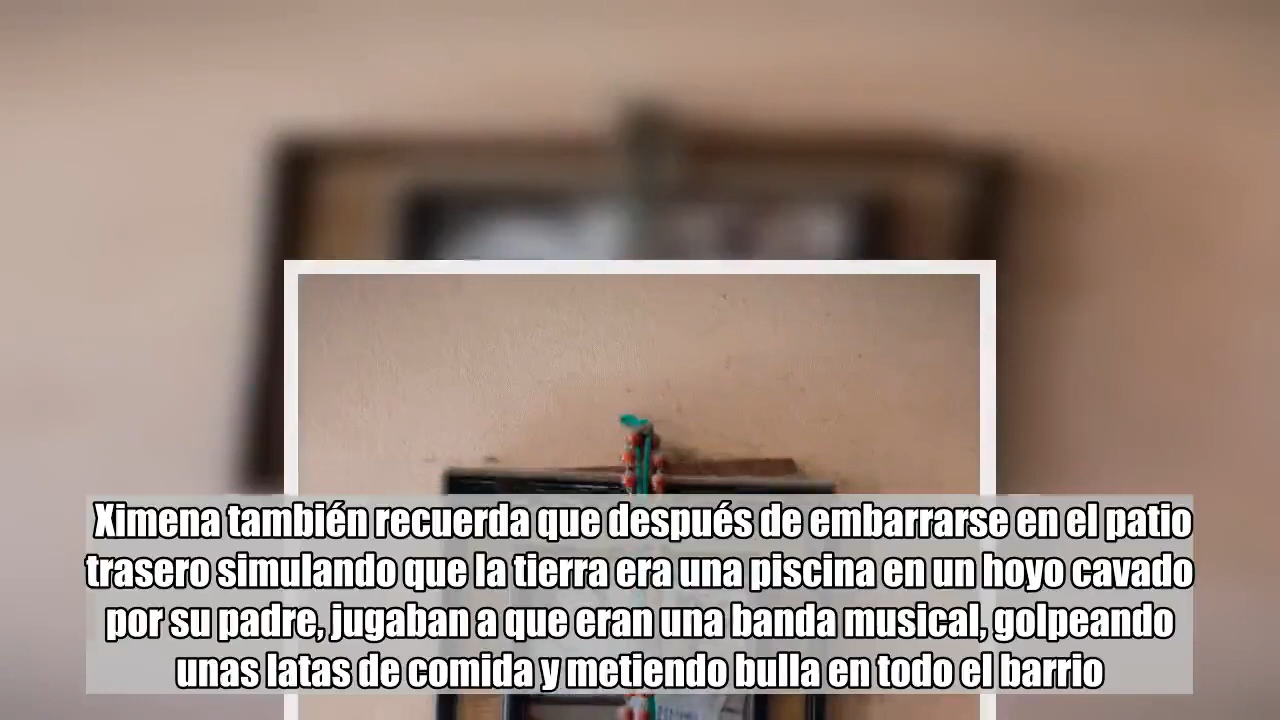 Ximena también recuerda que después de embarrarse en el patio
trasero simulando que la tierra era una piscina en un hoyo cavado
por su padre, jugaban a que eran una banda musical, golpeando
unas latas de comida y metiendo bulla en todo el barrio